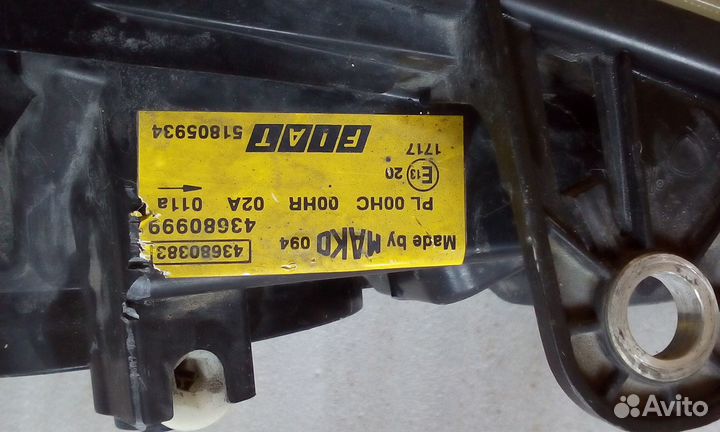 Made by MAKO 094
43680383
43680999
PL 00HC 00HR 02A 011a
E13 20
1717
FIAT 51805934
Avito